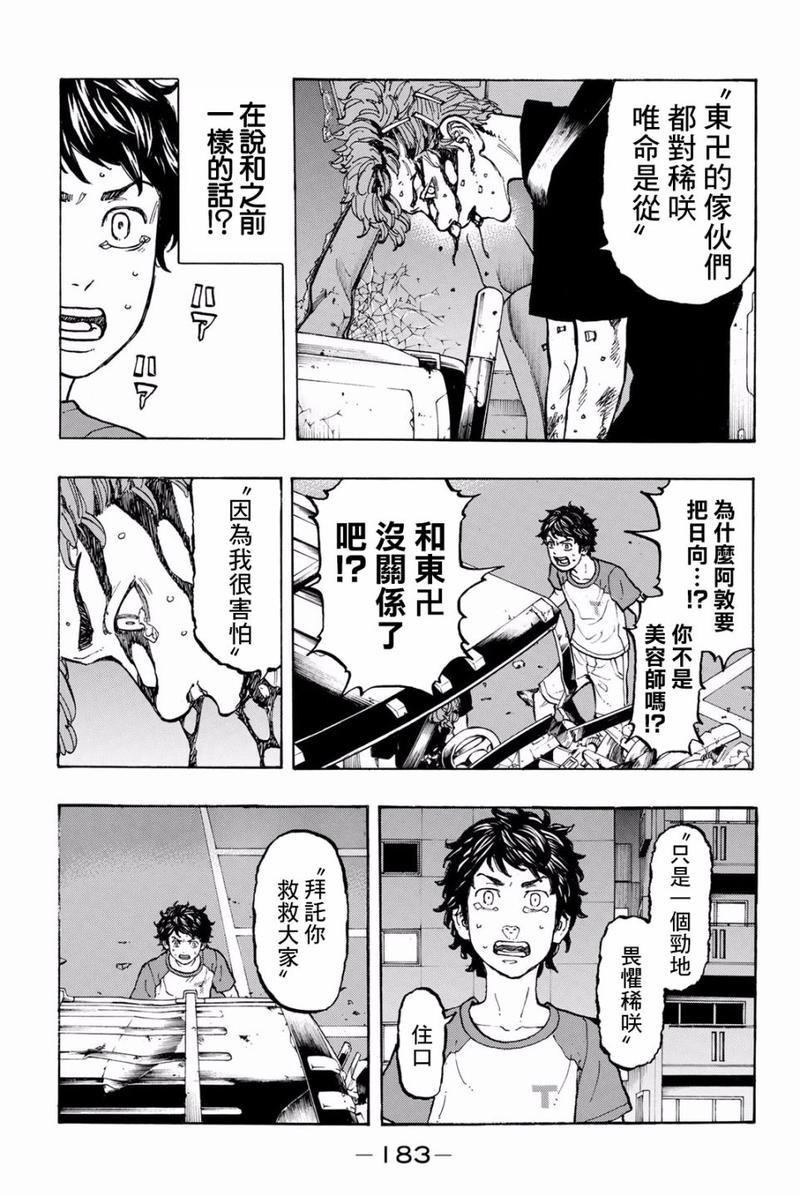 〝東卍的傢伙們
都對稀咲
唯命是從〞
在說和之前
一樣的話!?
ハァ
ハァ
為什麼阿敦要
把日向…!?
你不是
美容師嗎!?
和東卍
沒關係了
吧!?
〝因為我很害怕〞
〝只是一個勁地
畏懼稀咲〞
住口
T
〝拜託你
救救大家〞
—183—